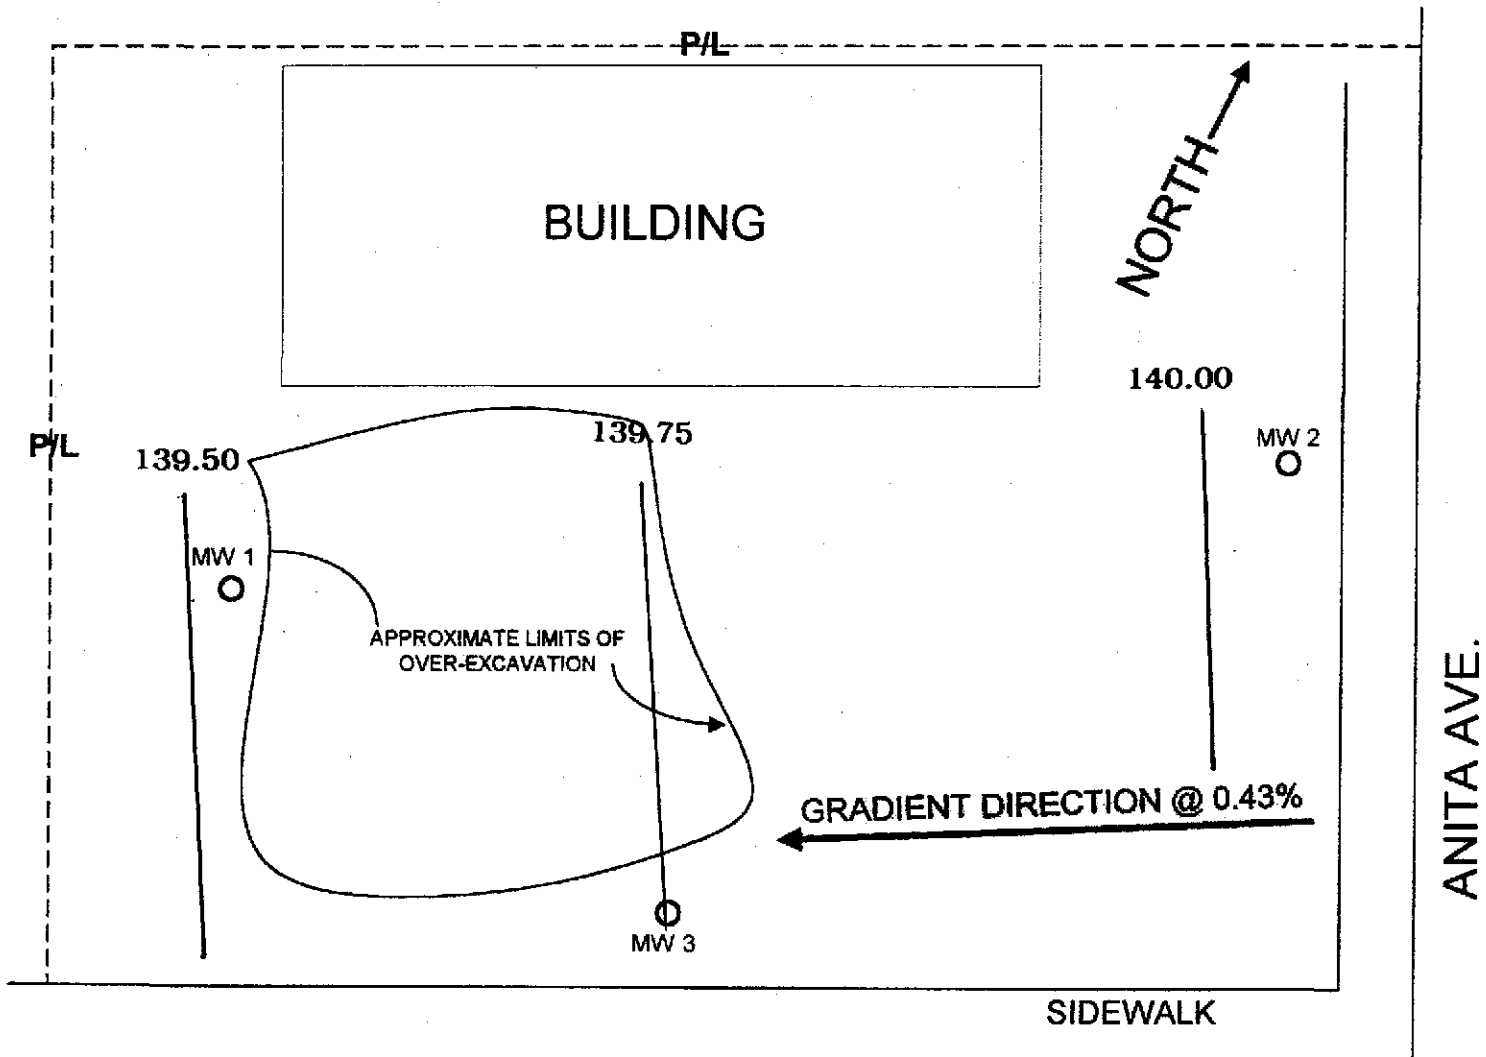 P/L
NORTH
BUILDING
140.00
139.75
MW 2
P/L
139.50
MW 1
APPROXIMATE LIMITS OF
OVER-EXCAVATION
ANITA AVE.
GRADIENT DIRECTION @ 0.43%
MW 3
SIDEWALK